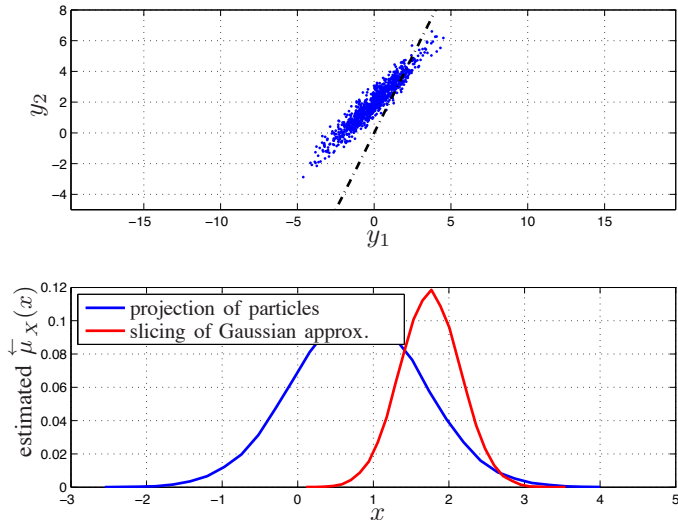 8
6
4
2
0
−2
−4
y2
−15 −10 −5 0 5 10 15
y1
0.12
0.1
0.08
0.06
0.04
0.02
0
estimated ←μX(x)
projection of particles
slicing of Gaussian approx.
−3 −2 −1 0 1 2 3 4 5
x